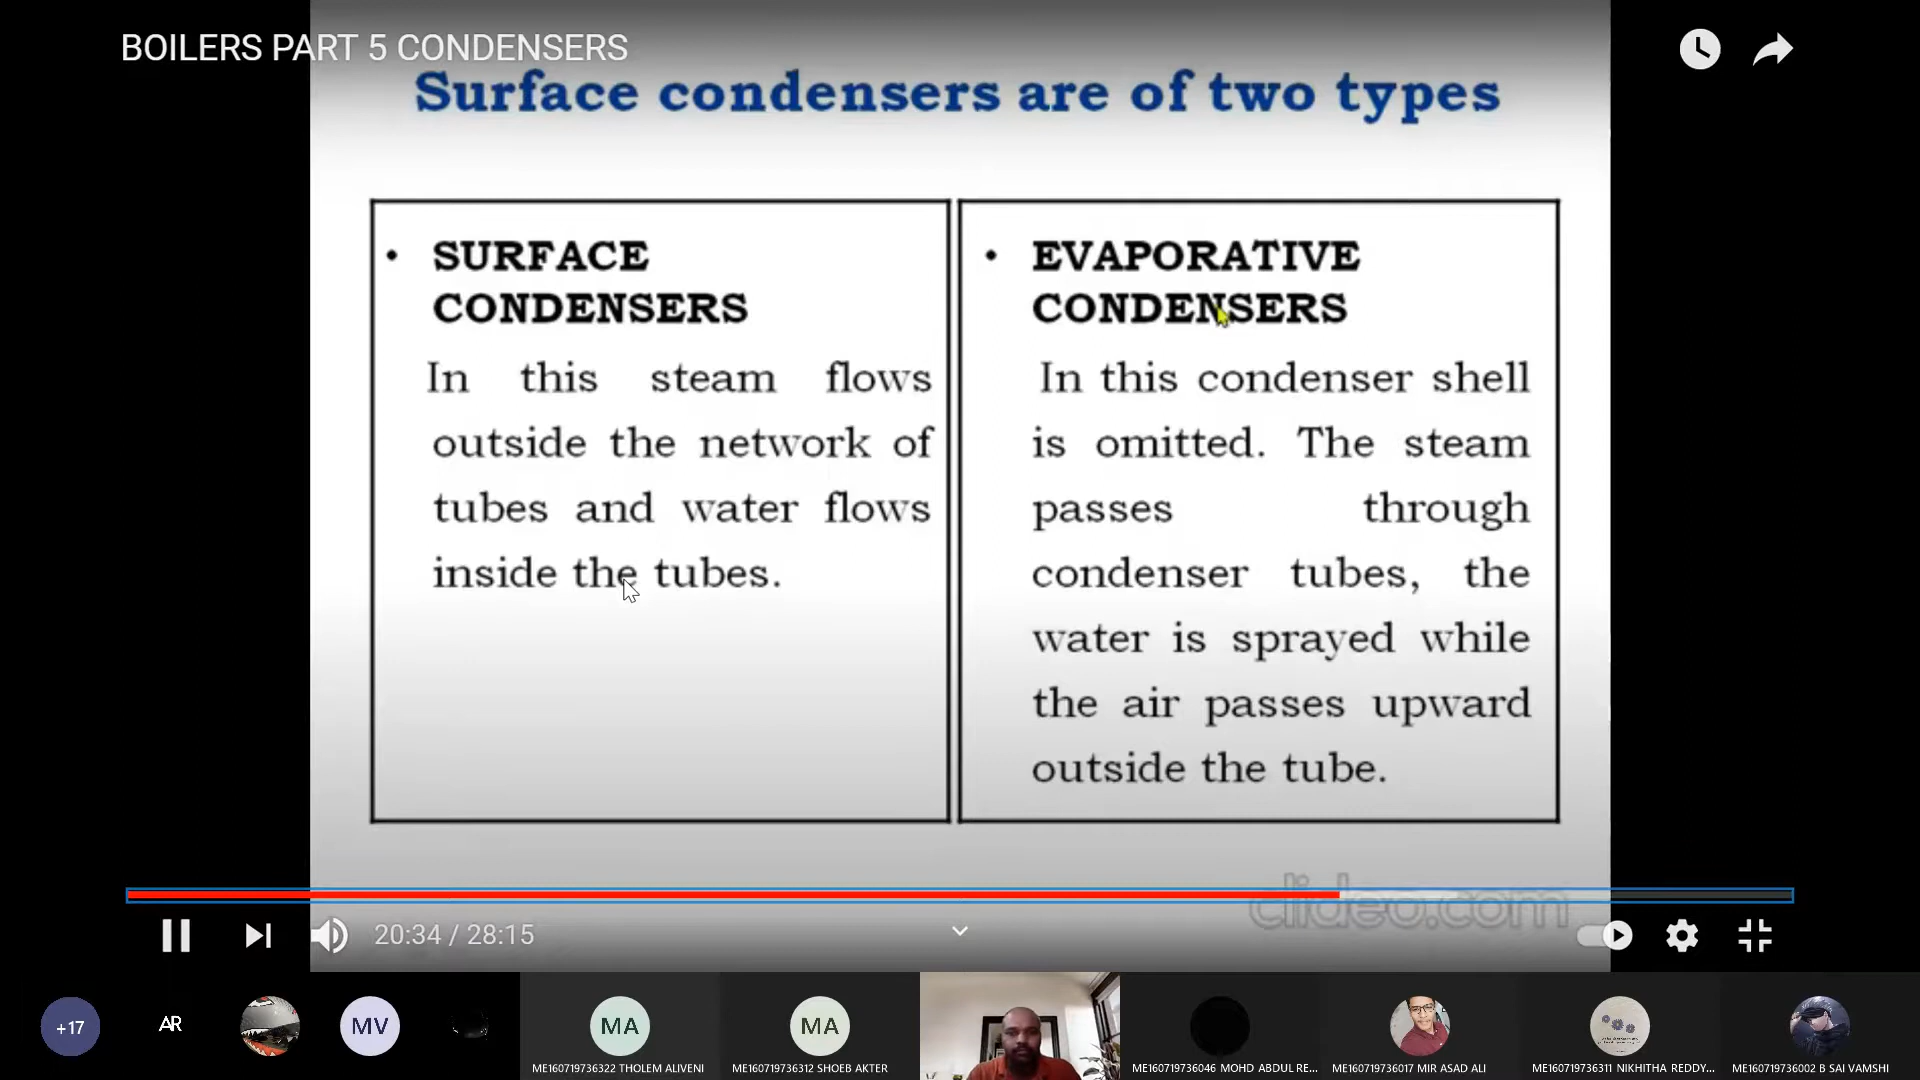 BOILERS PART 5 CONDENSERS
Surface condensers are of two types
• SURFACE
CONDENSERS
In this steam flows
outside the network of
tubes and water flows
inside the tubes.
• EVAPORATIVE
CONDENSERS
In this condenser shell
is omitted. The steam
passes through
condenser tubes, the
water is sprayed while
the air passes upward
outside the tube.
clideo.com
20:34 / 28:15
+17
AR
MV
MA
MA
ME160719736322 THOLEM ALIVENI
ME160719736312 SHOEB AKTER
ME160719736046 MOHD ABDUL RE...
ME160719736017 MIR ASAD ALI
ME160719736311 NIKHITHA REDDY...
ME160719736002 B SAI VAMSHI